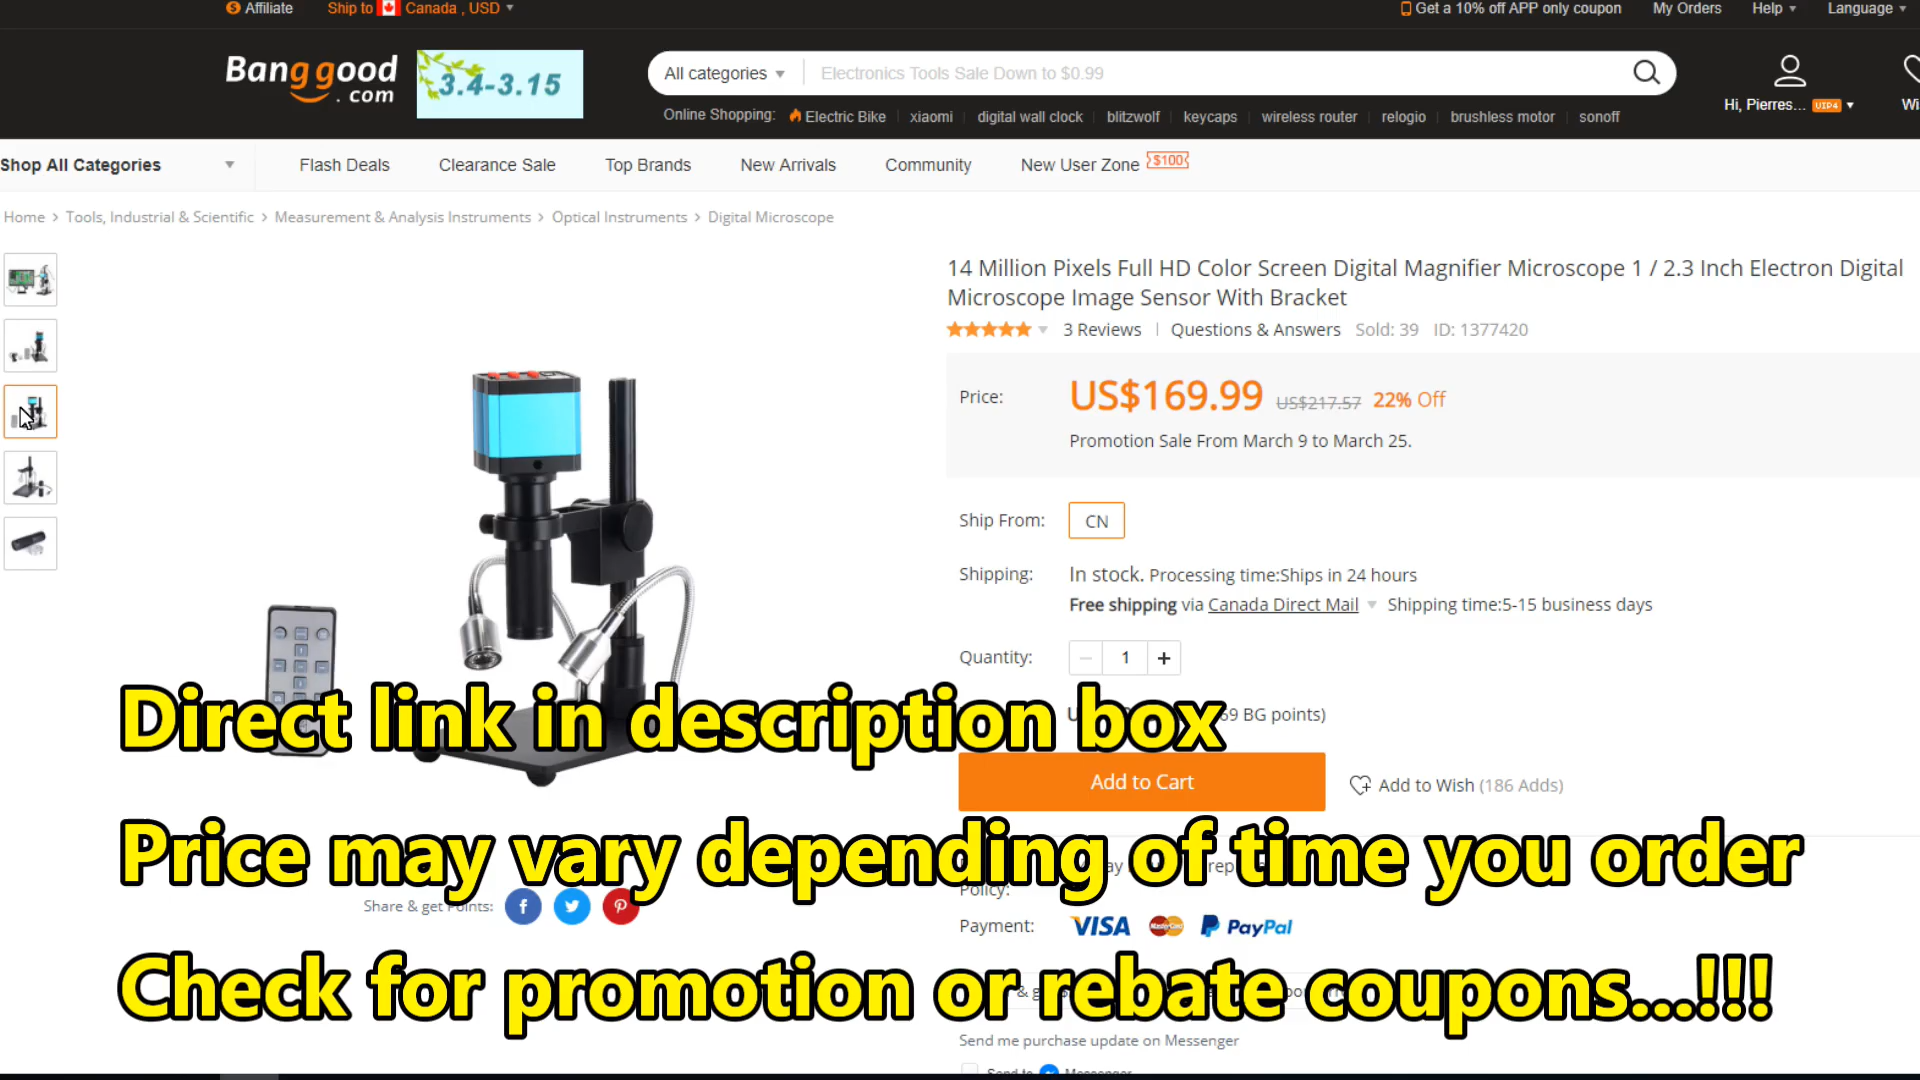 Affiliate
Ship to Canada , USD
Get a 10% off APP only coupon
My Orders
Help
Language
Banggood
.com
3.4-3.15
All categories
Electronics Tools Sale Down to $0.99
Online Shopping:
Electric Bike
xiaomi
digital wall clock
blitzwolf
keycaps
wireless router
relogio
brushless motor
sonoff
Hi, Pierres... VIP4
Shop All Categories
Flash Deals
Clearance Sale
Top Brands
New Arrivals
Community
New User Zone
$100
Home > Tools, Industrial & Scientific > Measurement & Analysis Instruments > Optical Instruments > Digital Microscope
14 Million Pixels Full HD Color Screen Digital Magnifier Microscope 1 / 2.3 Inch Electron Digital
Microscope Image Sensor With Bracket
3 Reviews | Questions & Answers Sold: 39 ID: 1377420
Price:
US$169.99 US$217.57 22% Off
Promotion Sale From March 9 to March 25.
Ship From:
CN
Shipping:
In stock. Processing time:Ships in 24 hours
Free shipping via Canada Direct Mail Shipping time:5-15 business days
Quantity:
− 1 +
BG points)
Direct link in description box
Add to Cart
Add to Wish (186 Adds)
Price may vary depending of time you order
Policy:
Share & get Points:
Payment:
VISA MasterCard PayPal
Check for promotion or rebate coupons...!!!
Send me purchase update on Messenger
Send to Messenger